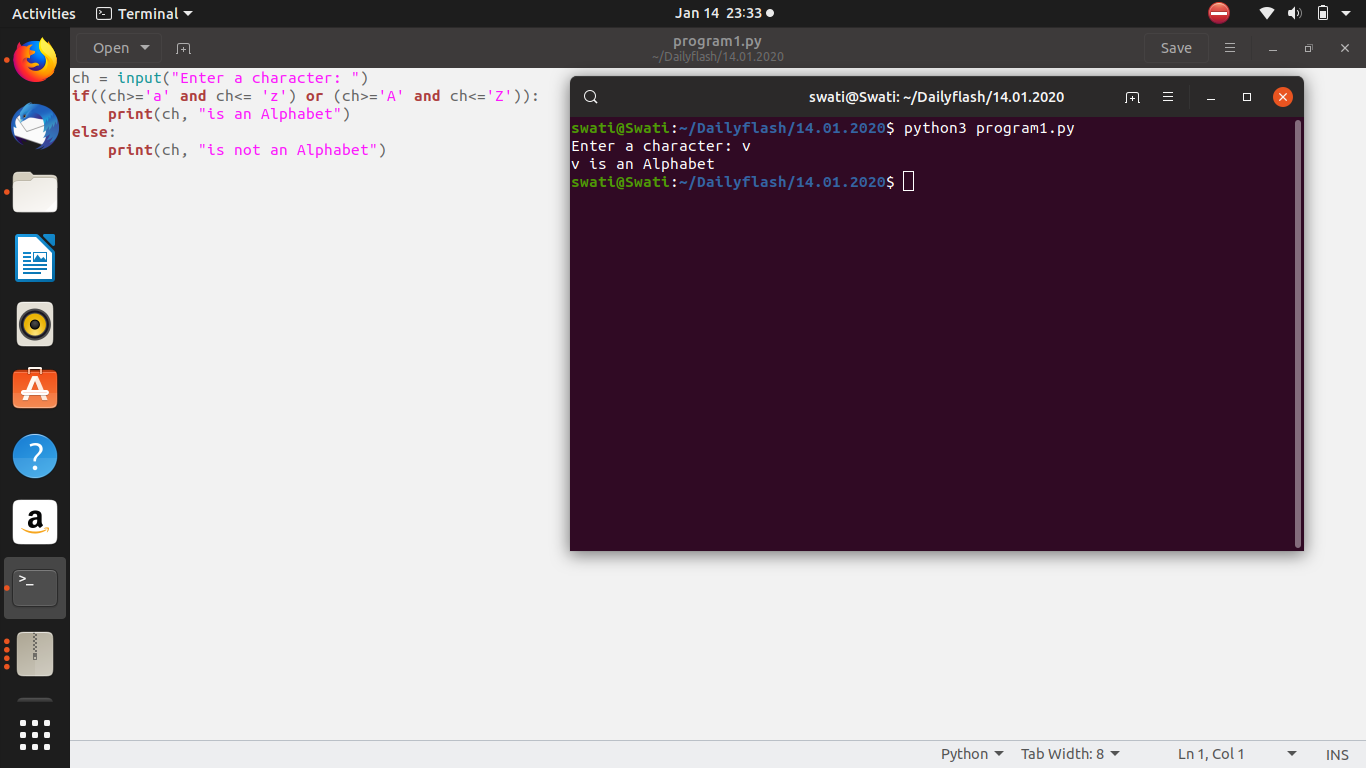 Activities Terminal Jan 14 23:33
Open program1.py Save
~/Dailyflash/14.01.2020
ch = input("Enter a character: ")
if((ch>='a' and ch<= 'z') or (ch>='A' and ch<='Z')):
    print(ch, "is an Alphabet")
else:
    print(ch, "is not an Alphabet")
swati@Swati: ~/Dailyflash/14.01.2020
swati@Swati:~/Dailyflash/14.01.2020$ python3 program1.py
Enter a character: v
v is an Alphabet
swati@Swati:~/Dailyflash/14.01.2020$
A
?
a
>_
Python Tab Width: 8 Ln 1, Col 1 INS